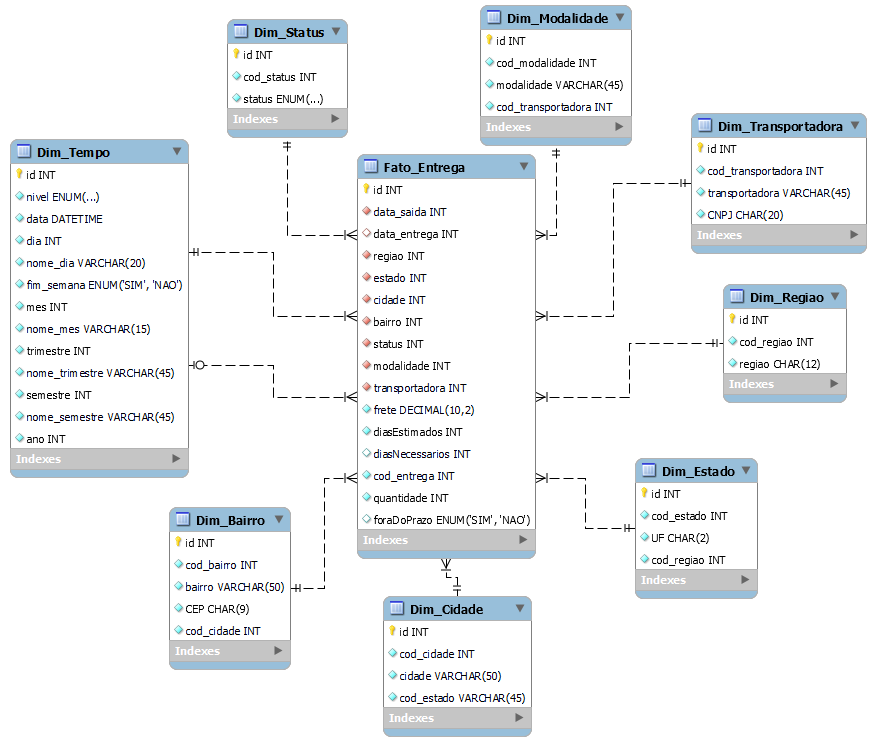 Dim_Status
id INT
cod_status INT
status ENUM(...)
Indexes
Dim_Modalidade
id INT
cod_modalidade INT
modalidade VARCHAR(45)
cod_transportadora INT
Indexes
Dim_Transportadora
id INT
cod_transportadora INT
transportadora VARCHAR(45)
CNPJ CHAR(20)
Indexes
Dim_Tempo
id INT
nivel ENUM(...)
data DATETIME
dia INT
nome_dia VARCHAR(20)
fim_semana ENUM('SIM', 'NAO')
mes INT
nome_mes VARCHAR(15)
trimestre INT
nome_trimestre VARCHAR(45)
semestre INT
nome_semestre VARCHAR(45)
ano INT
Indexes
Fato_Entrega
id INT
data_saida INT
data_entrega INT
regiao INT
estado INT
cidade INT
bairro INT
status INT
modalidade INT
transportadora INT
frete DECIMAL(10,2)
diasEstimados INT
diasNecessarios INT
cod_entrega INT
quantidade INT
foraDoPrazo ENUM('SIM', 'NAO')
Indexes
Dim_Regiao
id INT
cod_regiao INT
regiao CHAR(12)
Indexes
Dim_Estado
id INT
cod_estado INT
UF CHAR(2)
cod_regiao INT
Indexes
Dim_Bairro
id INT
cod_bairro INT
bairro VARCHAR(50)
CEP CHAR(9)
cod_cidade INT
Indexes
Dim_Cidade
id INT
cod_cidade INT
cidade VARCHAR(50)
cod_estado VARCHAR(45)
Indexes